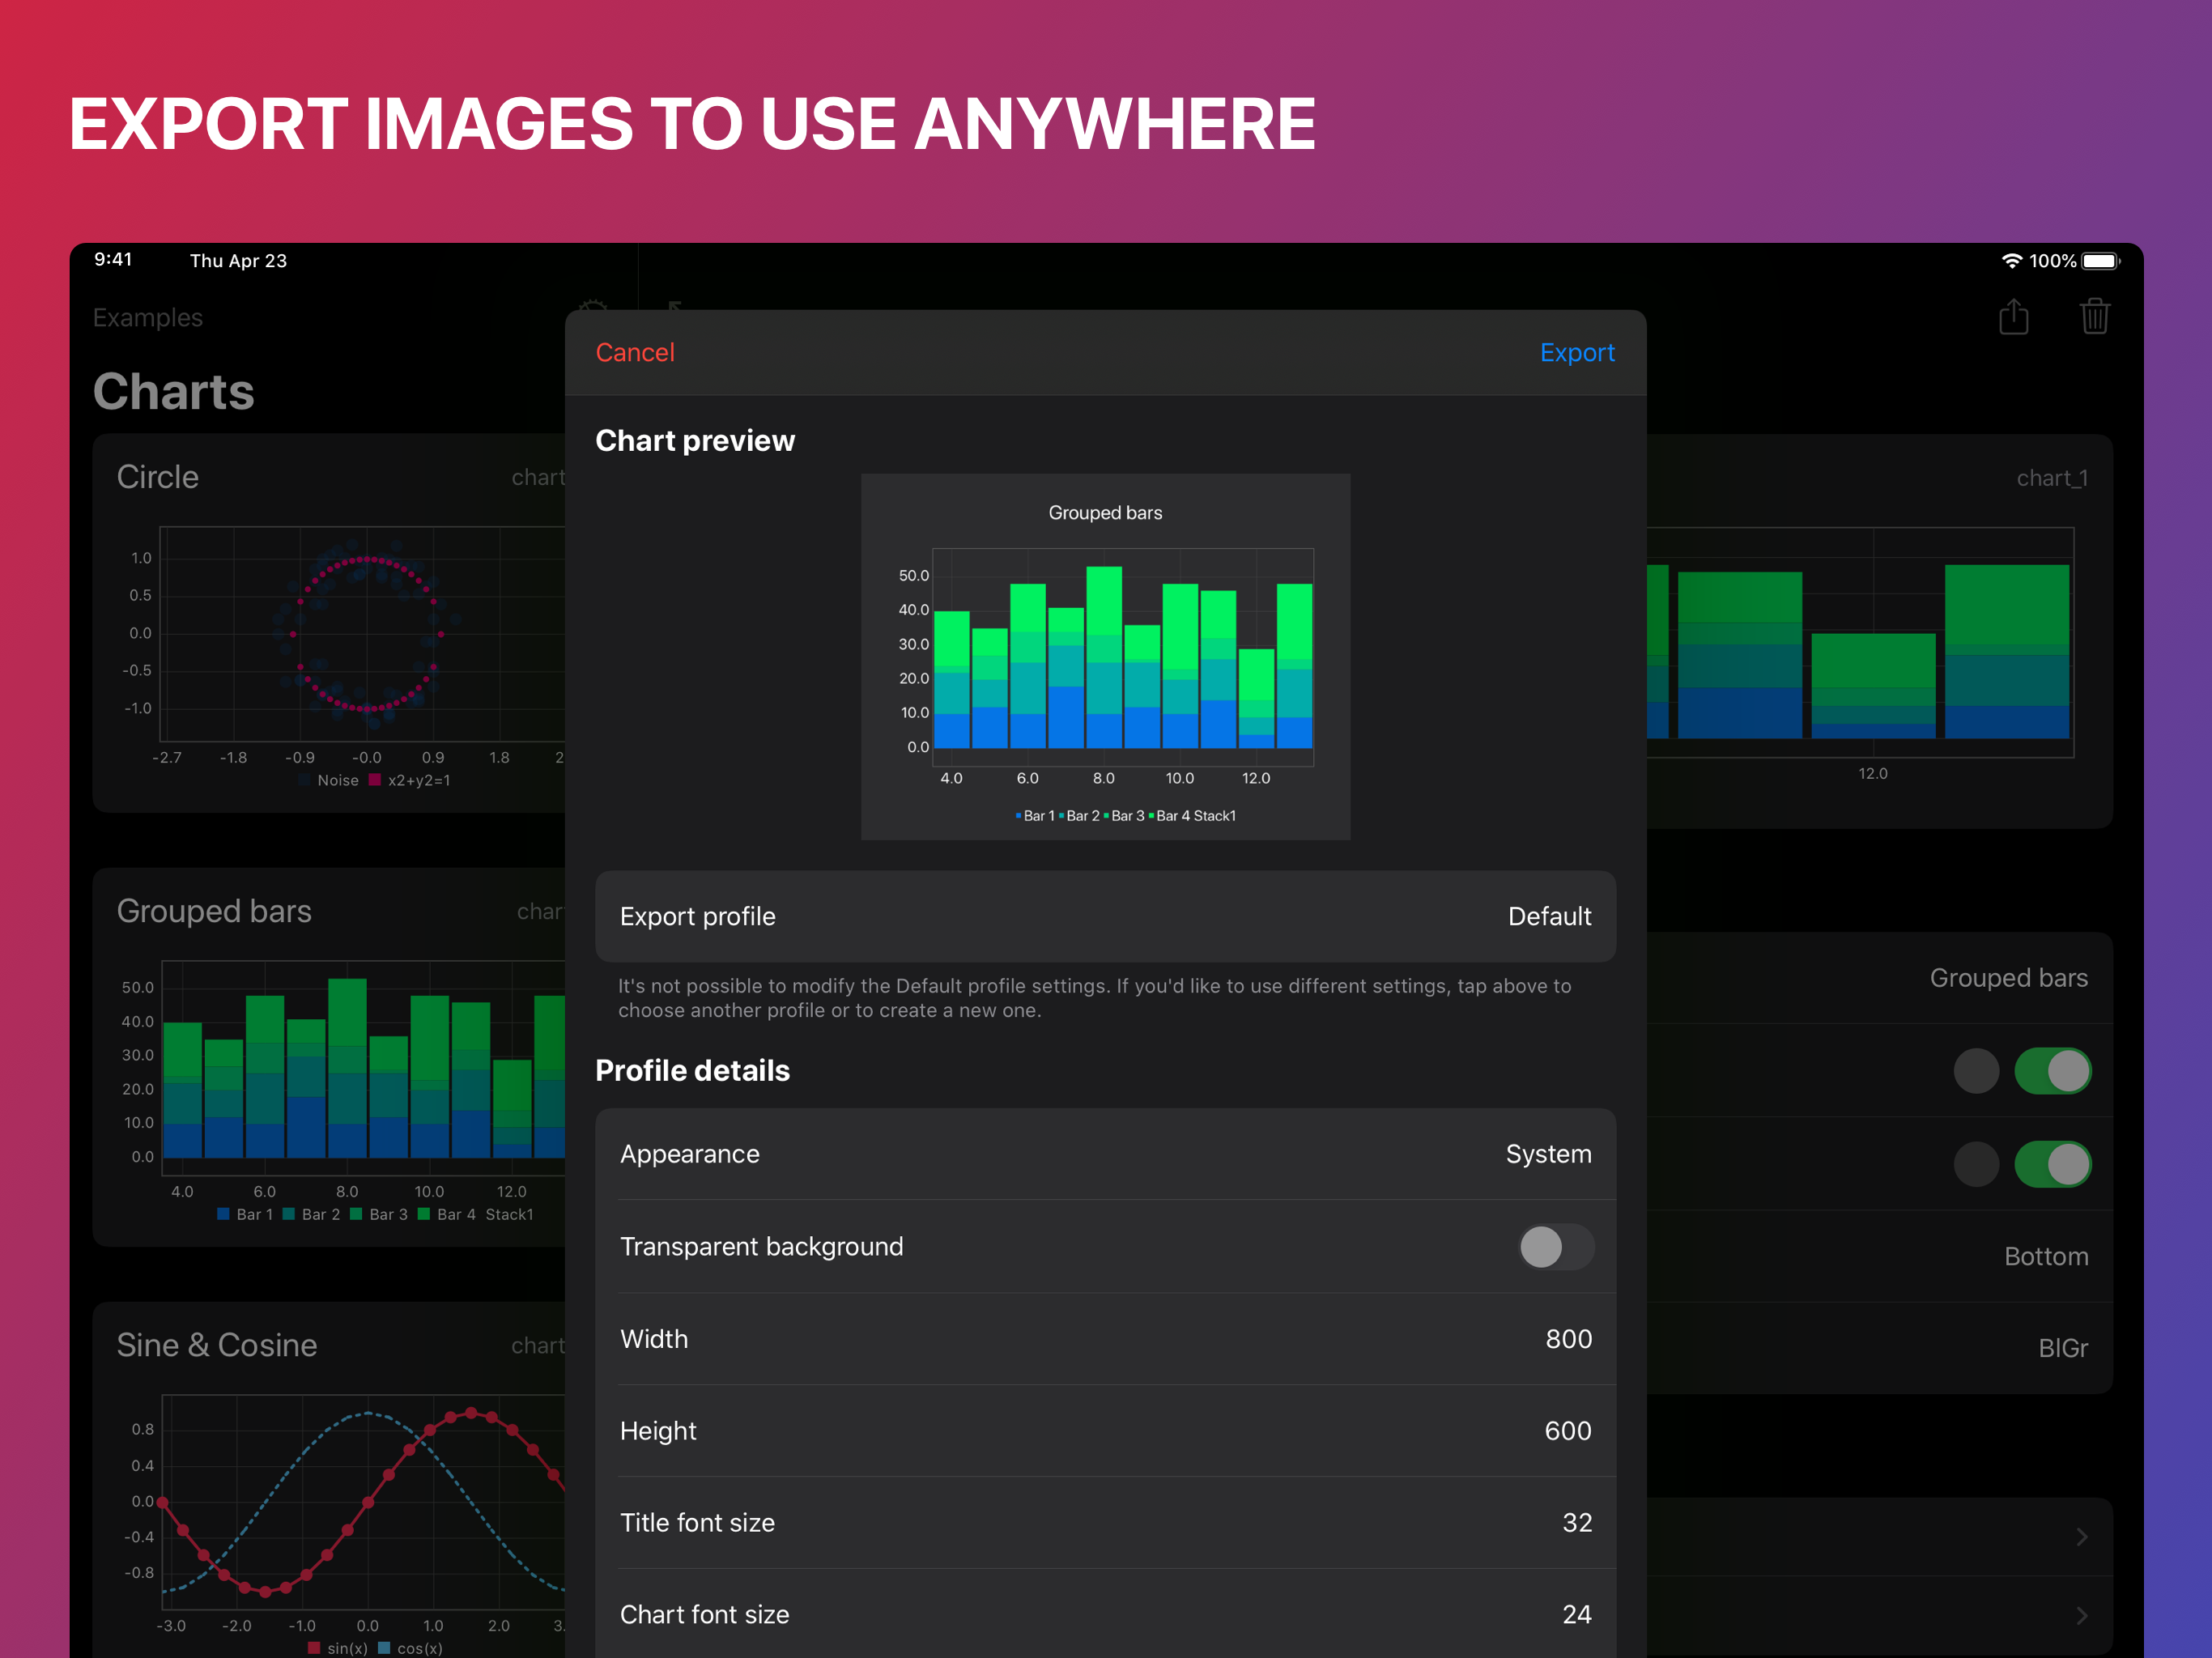 EXPORT IMAGES TO USE ANYWHERE
9:41 Thu Apr 23 100%
Examples
Charts
Circle chart
1.0
0.5
0.0
-0.5
-1.0
-2.7 -1.8 -0.9 -0.0 0.9 1.8 2
Noise x2+y2=1
Grouped bars char
50.0
40.0
30.0
20.0
10.0
0.0
4.0 6.0 8.0 10.0 12.0
Bar 1 Bar 2 Bar 3 Bar 4 Stack1
Sine & Cosine chart
0.8
0.4
0.0
-0.4
-0.8
-3.0 -2.0 -1.0 0.0 1.0 2.0 3.
sin(x) cos(x)
Cancel Export
Chart preview
Grouped bars
50.0
40.0
30.0
20.0
10.0
0.0
4.0 6.0 8.0 10.0 12.0
Bar 1 Bar 2 Bar 3 Bar 4 Stack1
Export profile Default
It's not possible to modify the Default profile settings. If you'd like to use different settings, tap above to
choose another profile or to create a new one.
Profile details
Appearance System
Transparent background
Width 800
Height 600
Title font size 32
Chart font size 24
chart_1
12.0
Grouped bars
Bottom
BlGr